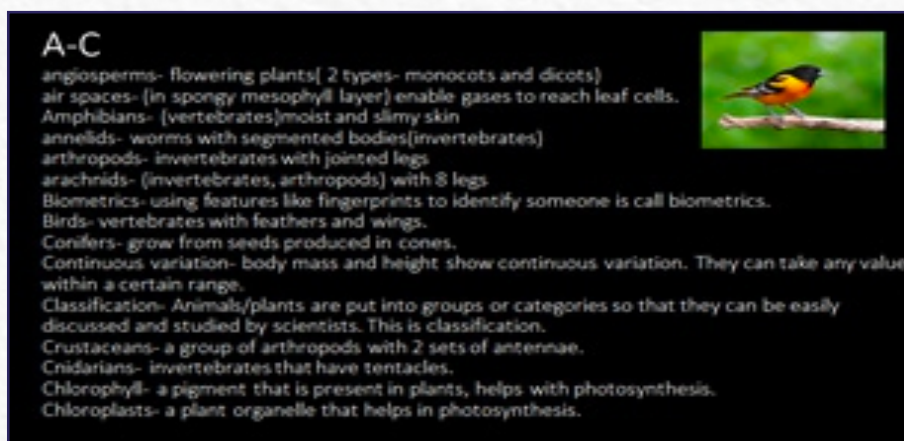 A-C
angiosperms- flowering plants( 2 types- monocots and dicots)
air spaces- (in spongy mesophyll layer) enable gases to reach leaf cells.
Amphibians- (vertebrates)moist and slimy skin
annelids- worms with segmented bodies(invertebrates)
arthropods- invertebrates with jointed legs
arachnids- (invertebrates, arthropods) with 8 legs
Biometrics- using features like fingerprints to identify someone is call biometrics.
Birds- vertebrates with feathers and wings.
Conifers- grow from seeds produced in cones.
Continuous variation- body mass and height show continuous variation. They can take any value
within a certain range.
Classification- Animals/plants are put into groups or categories so that they can be easily
discussed and studied by scientists. This is classification.
Crustaceans- a group of arthropods with 2 sets of antennae.
Cnidarians- invertebrates that have tentacles.
Chlorophyll- a pigment that is present in plants, helps with photosynthesis.
Chloroplasts- a plant organelle that helps in photosynthesis.